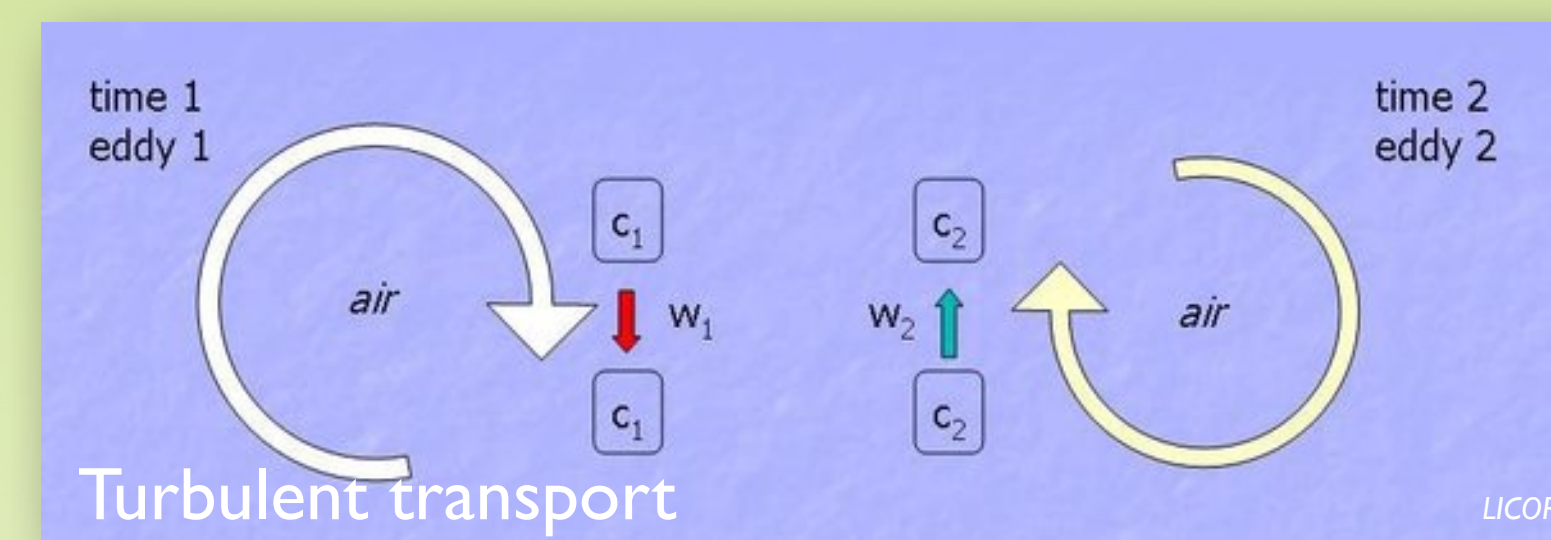 time 1
eddy 1
time 2
eddy 2
c₁
c₂
air
w₁
w₂
air
c₁
c₂
Turbulent transport